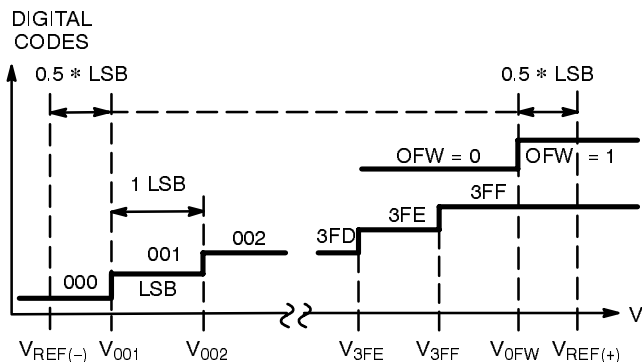 DIGITAL
CODES
0.5 * LSB
0.5 * LSB
OFW = 0
OFW = 1
1 LSB
3FF
3FE
001
002
3FD
000
LSB
V
VREF(–) V001 V002 V3FE V3FF V0FW VREF(+)